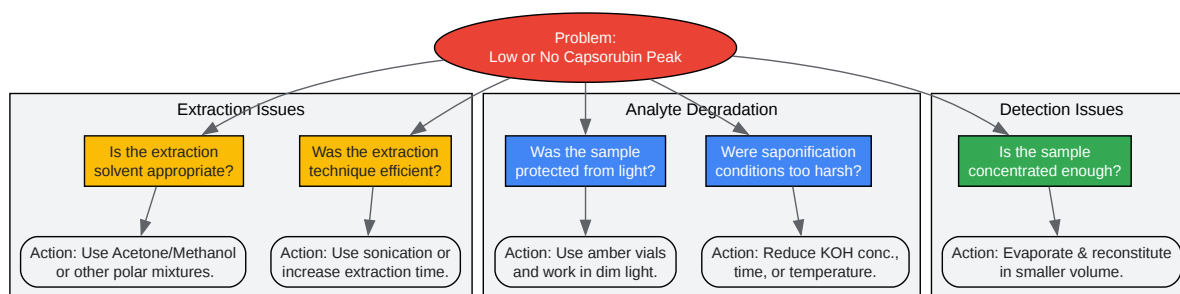 Problem:
Low or No Capsorubin Peak
Extraction Issues
Analyte Degradation
Detection Issues
Is the extraction
solvent appropriate?
Was the extraction
technique efficient?
Was the sample
protected from light?
Were saponification
conditions too harsh?
Is the sample
concentrated enough?
Action: Use Acetone/Methanol
or other polar mixtures.
Action: Use sonication or
increase extraction time.
Action: Use amber vials
and work in dim light.
Action: Reduce KOH conc.,
time, or temperature.
Action: Evaporate & reconstitute
in smaller volume.